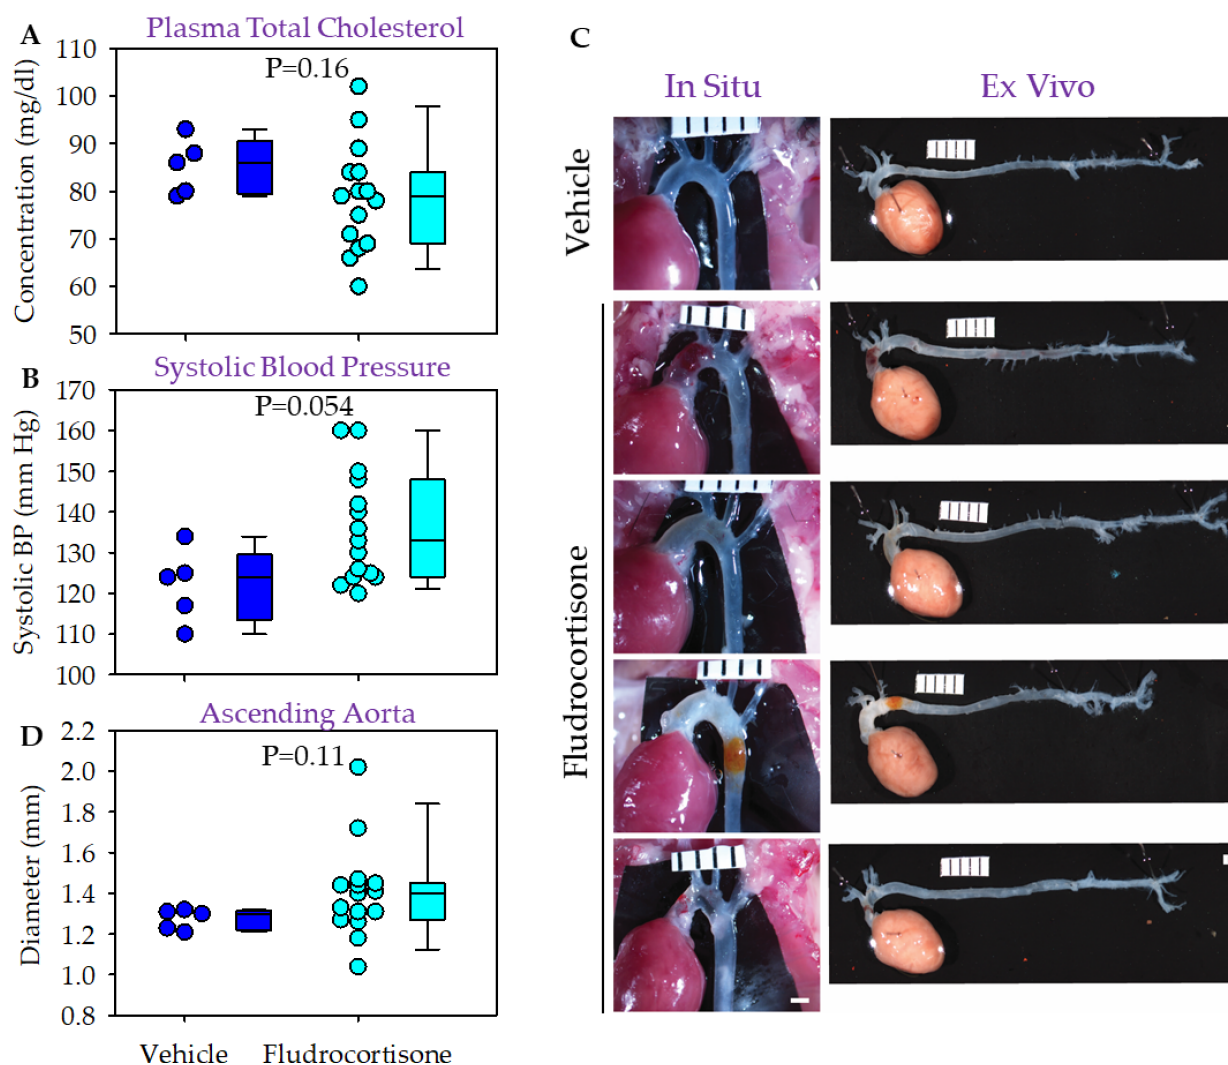 A
Plasma Total Cholesterol
110
P=0.16
100
90
80
70
60
50
Concentration (mg/dl)
B
Systolic Blood Pressure
170
P=0.054
160
150
140
130
120
110
100
Systolic BP (mm Hg)
D
Ascending Aorta
2.2
P=0.11
2.0
1.8
1.6
1.4
1.2
1.0
0.8
Diameter (mm)
Vehicle Fludrocortisone
C
In Situ Ex Vivo
Vehicle
Fludrocortisone